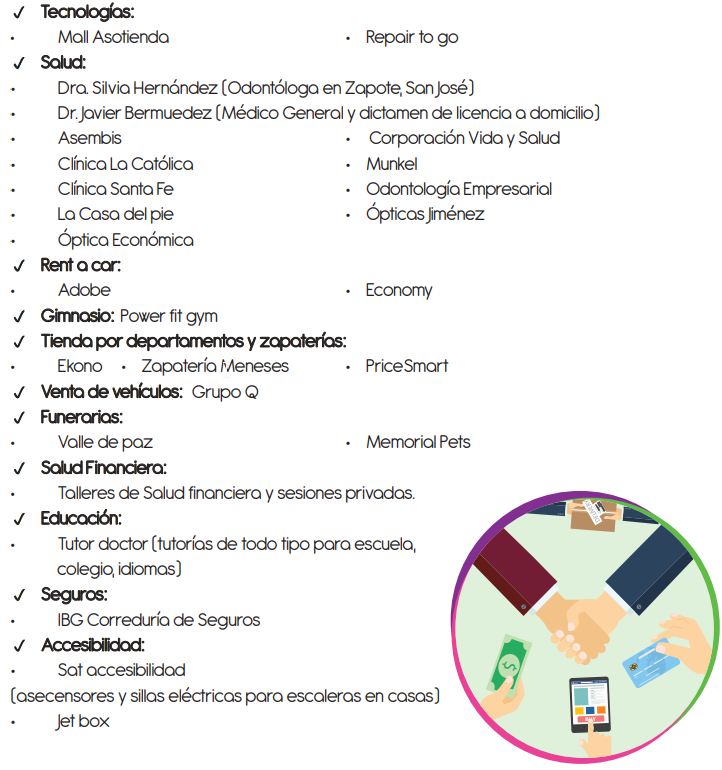 ✓ Tecnologías:
• Mall Asotienda • Repair to go
✓ Salud:
• Dra. Silvia Hernández (Odontóloga en Zapote, San José)
• Dr. Javier Bermuedez (Médico General y dictamen de licencia a domicilio)
• Asembis • Corporación Vida y Salud
• Clínica La Católica • Munkel
• Clínica Santa Fe • Odontología Empresarial
• La Casa del pie • Ópticas Jiménez
• Óptica Económica
✓ Rent a car:
• Adobe • Economy
✓ Gimnasio: Power fit gym
✓ Tienda por departamentos y zapaterías:
• Ekono • Zapatería Meneses • PriceSmart
✓ Venta de vehículos: Grupo Q
✓ Funerarias:
• Valle de paz • Memorial Pets
✓ Salud Financiera:
• Talleres de Salud financiera y sesiones privadas.
✓ Educación:
• Tutor doctor (tutorías de todo tipo para escuela,
colegio, idiomas)
✓ Seguros:
• IBG Correduría de Seguros
✓ Accesibilidad:
• Sat accesibilidad
(asecensores y sillas eléctricas para escaleras en casas)
• Jet box